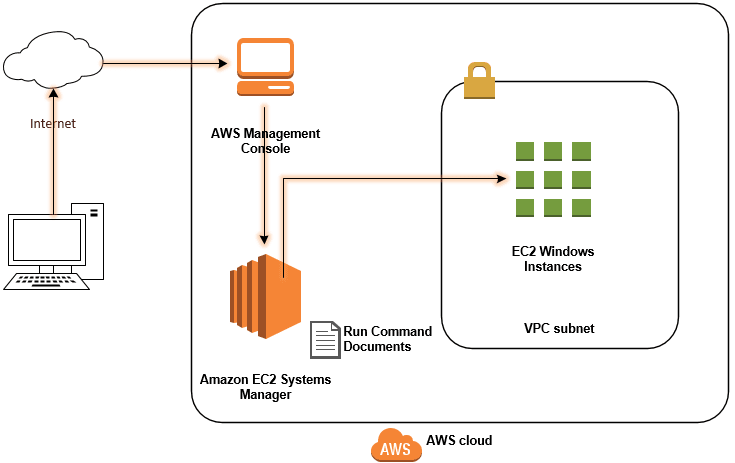 Internet
AWS Management
Console
EC2 Windows
Instances
VPC subnet
Run Command
Documents
Amazon EC2 Systems
Manager
AWS
AWS cloud